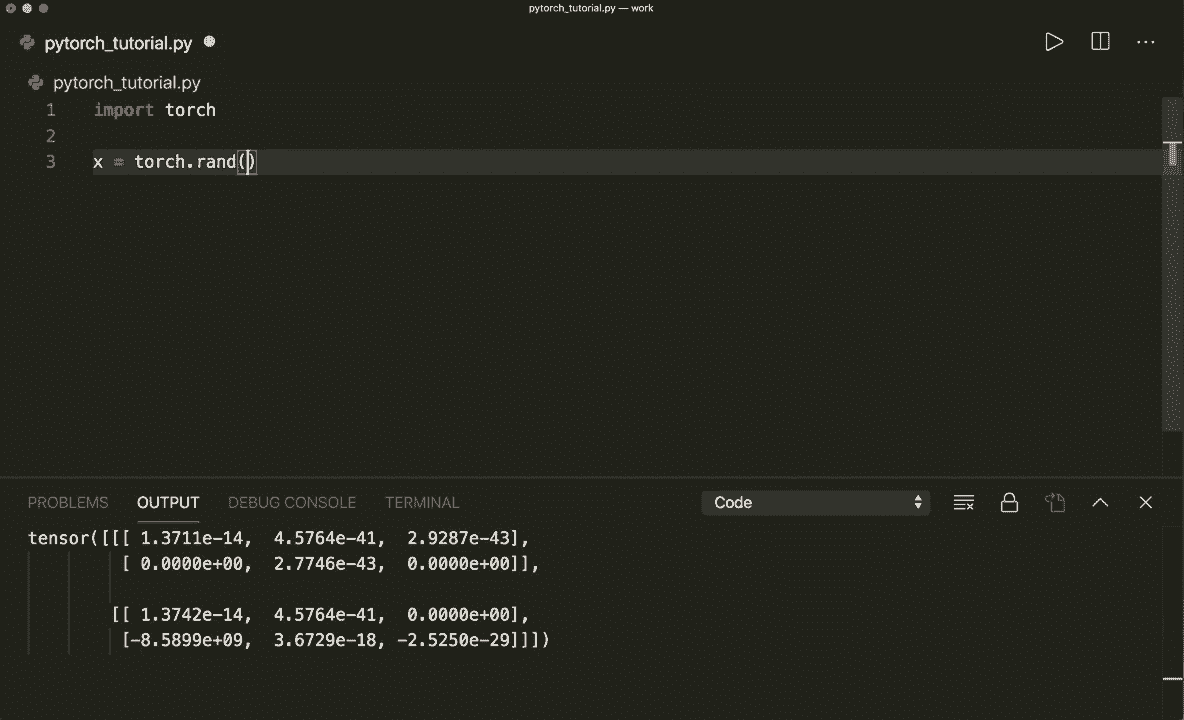 pytorch_tutorial.py — work
pytorch_tutorial.py
pytorch_tutorial.py
1 import torch
2
3 x = torch.rand()
PROBLEMS OUTPUT DEBUG CONSOLE TERMINAL Code
tensor([[[ 1.3711e-14, 4.5764e-41, 2.9287e-43],
[ 0.0000e+00, 2.7746e-43, 0.0000e+00]],
[[ 1.3742e-14, 4.5764e-41, 0.0000e+00],
[-8.5899e+09, 3.6729e-18, -2.5250e-29]]])